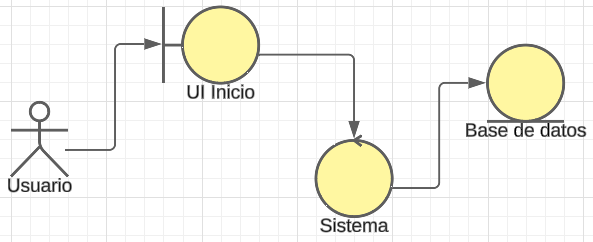 UI Inicio
Base de datos
Usuario
Sistema